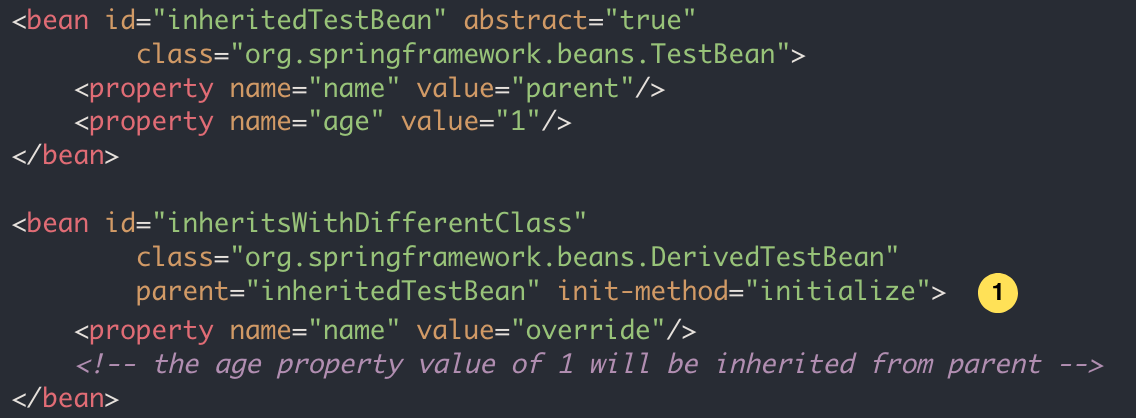 <bean id="inheritedTestBean" abstract="true"
        class="org.springframework.beans.TestBean">
    <property name="name" value="parent"/>
    <property name="age" value="1"/>
</bean>

<bean id="inheritsWithDifferentClass"
        class="org.springframework.beans.DerivedTestBean"
        parent="inheritedTestBean" init-method="initialize">  1
    <property name="name" value="override"/>
    <!-- the age property value of 1 will be inherited from parent -->
</bean>